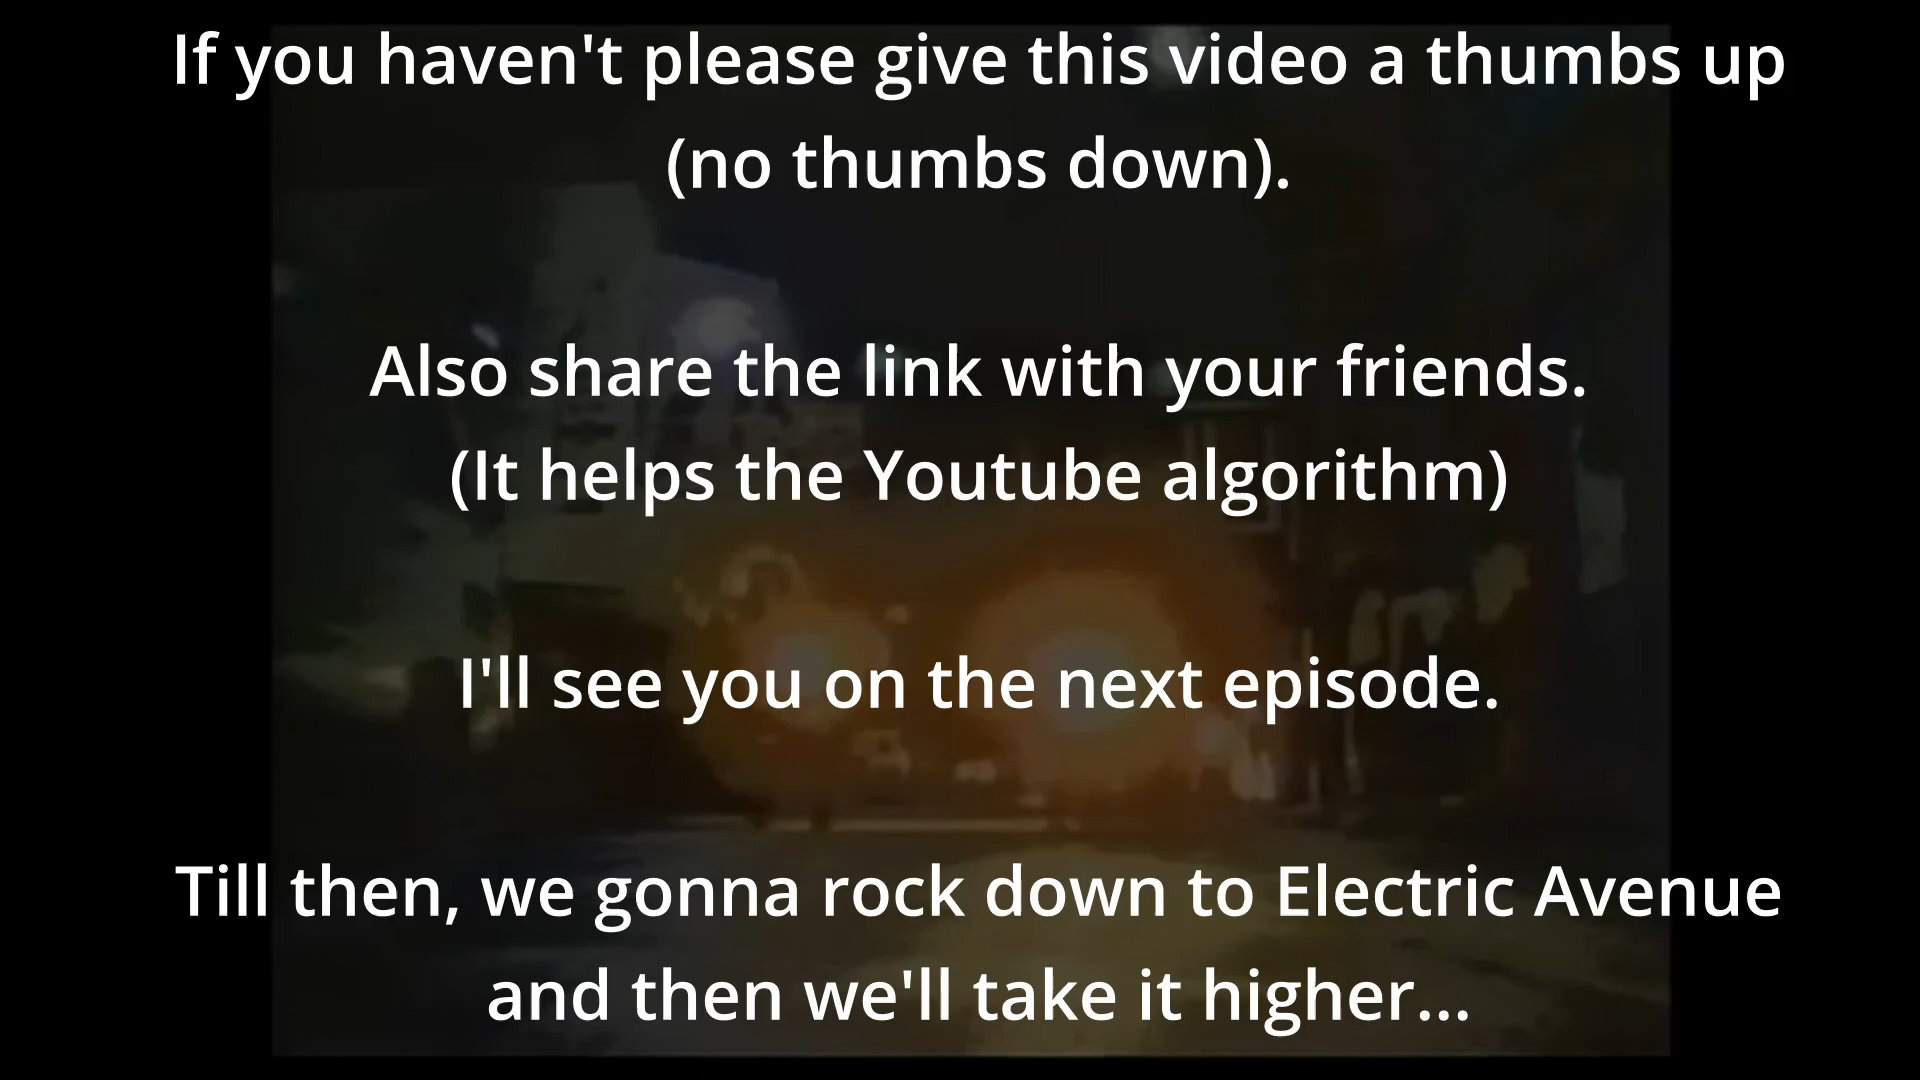 If you haven't please give this video a thumbs up
(no thumbs down).
Also share the link with your friends.
(It helps the Youtube algorithm)
I'll see you on the next episode.
Till then, we gonna rock down to Electric Avenue
and then we'll take it higher...